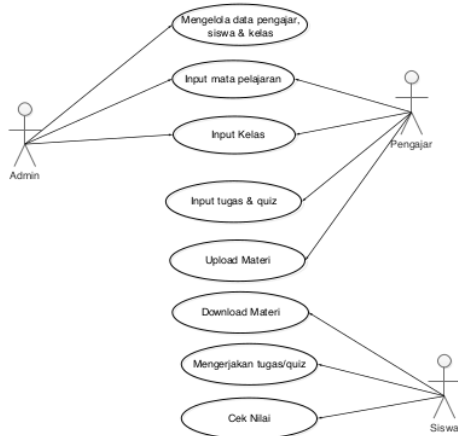 Mengelola data pengajar,
siswa & kelas
Input mata pelajaran
Input Kelas
Admin
Pengajar
Input tugas & quiz
Upload Materi
Download Materi
Mengerjakan tugas/quiz
Cek Nilai
Siswa